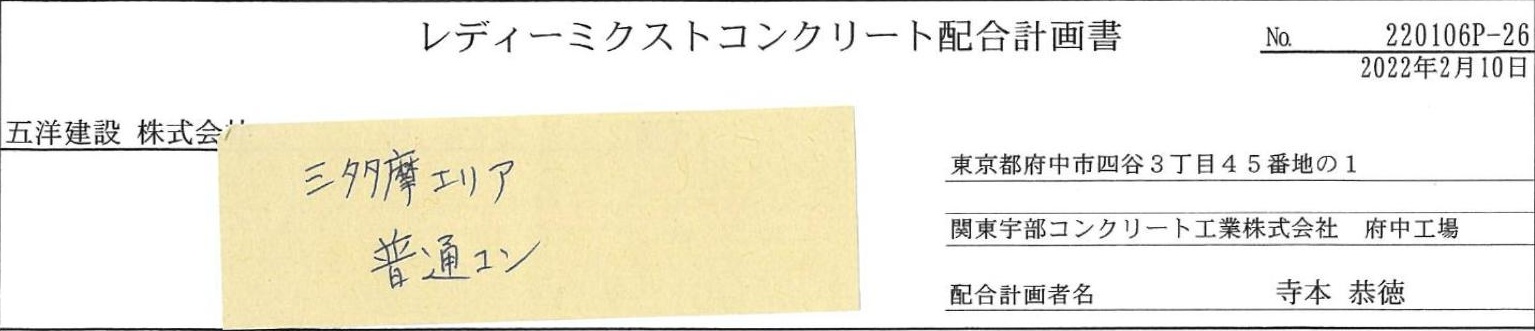 レディーミクストコンクリート配合計画書
No. 220106P-26
2022年2月10日
五洋建設 株式会
三多摩エリア
普通コン
東京都府中市四谷3丁目45番地の1
関東宇部コンクリート工業株式会社 府中工場
配合計画者名 寺本 恭徳